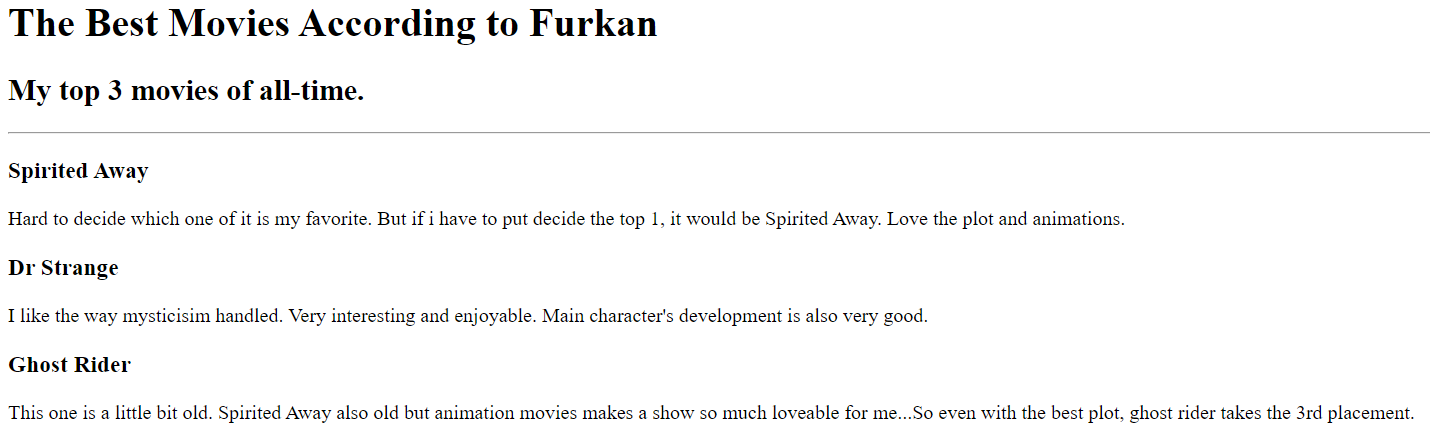 The Best Movies According to Furkan
My top 3 movies of all-time.
Spirited Away
Hard to decide which one of it is my favorite. But if i have to put decide the top 1, it would be Spirited Away. Love the plot and animations.
Dr Strange
I like the way mysticisim handled. Very interesting and enjoyable. Main character's development is also very good.
Ghost Rider
This one is a little bit old. Spirited Away also old but animation movies makes a show so much loveable for me...So even with the best plot, ghost rider takes the 3rd placement.